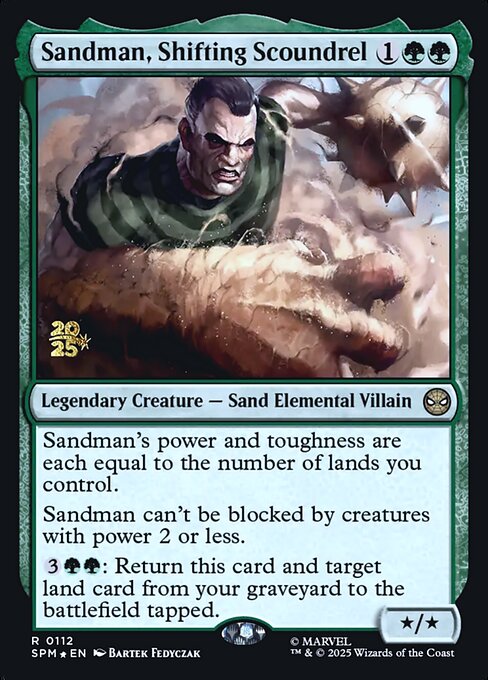 Sandman, Shifting Scoundrel 1
20
25
Legendary Creature — Sand Elemental Villain
Sandman's power and toughness are
each equal to the number of lands you
control.
Sandman can't be blocked by creatures
with power 2 or less.
3: Return this card and target
land card from your graveyard to the
battlefield tapped.
★/★
R 0112
SPM ★ EN Bartek Fedyczak
© MARVEL
™ & © 2025 Wizards of the Coast